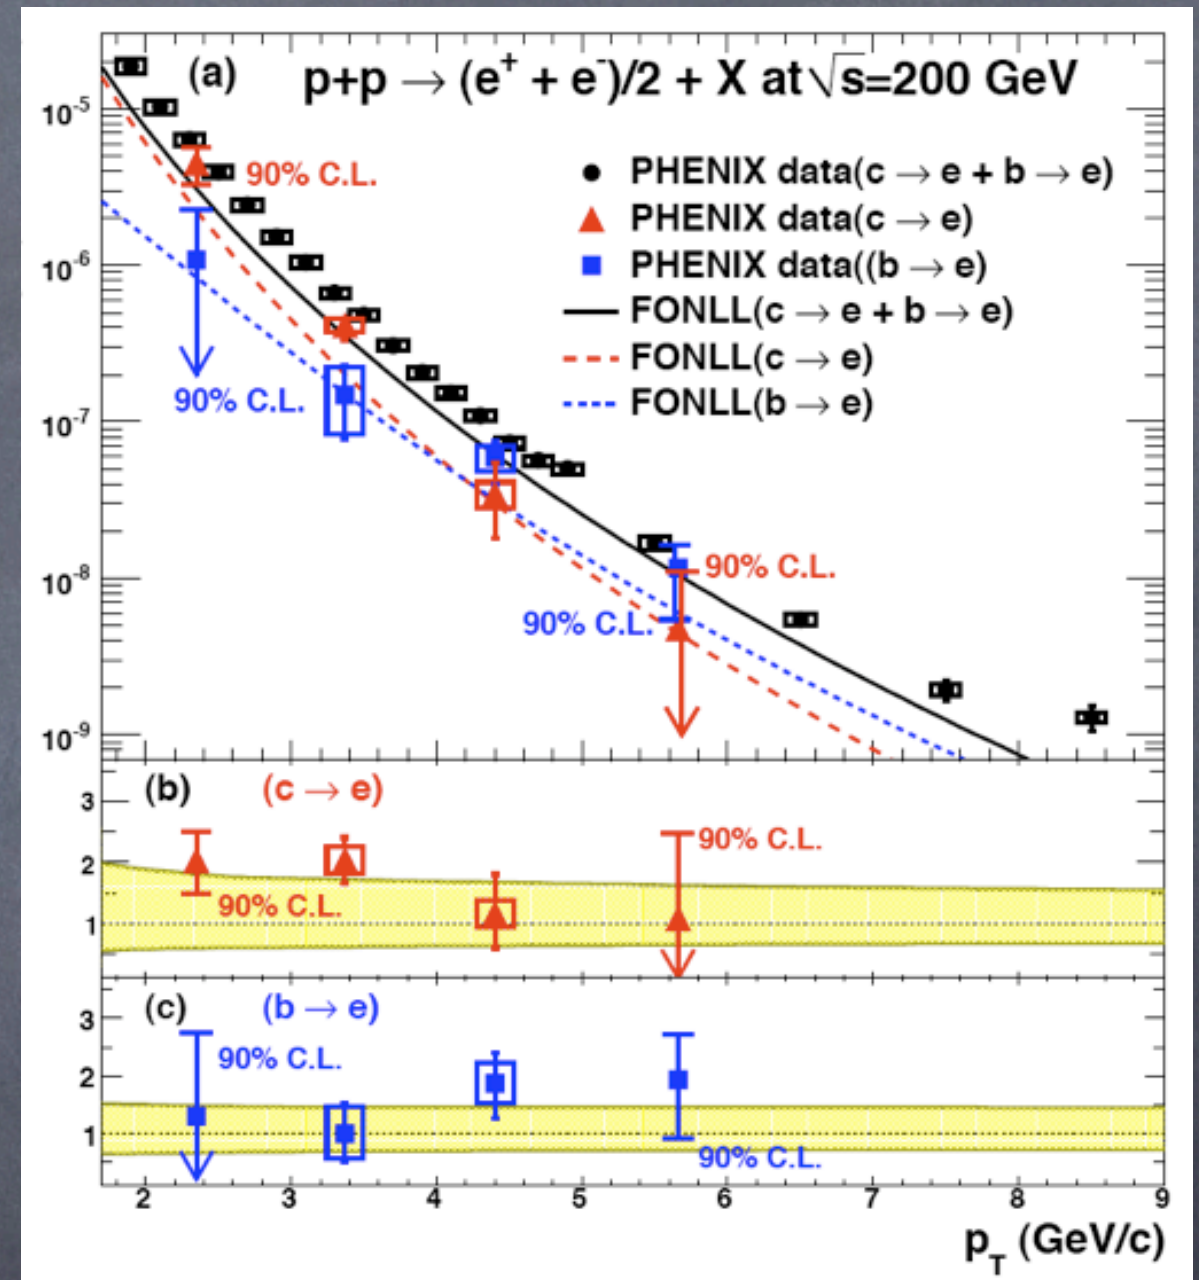 (a) p+p → (e⁺ + e⁻)/2 + X at √s=200 GeV
10⁻⁵
90% C.L.
PHENIX data(c → e + b → e)
PHENIX data(c → e)
10⁻⁶
PHENIX data((b → e)
FONLL(c → e + b → e)
FONLL(c → e)
90% C.L.
FONLL(b → e)
10⁻⁷
10⁻⁸
90% C.L.
90% C.L.
10⁻⁹
(b) (c → e)
3
90% C.L.
2
90% C.L.
1
(c) (b → e)
3
90% C.L.
2
1
90% C.L.
2 3 4 5 6 7 8 9
p_T (GeV/c)